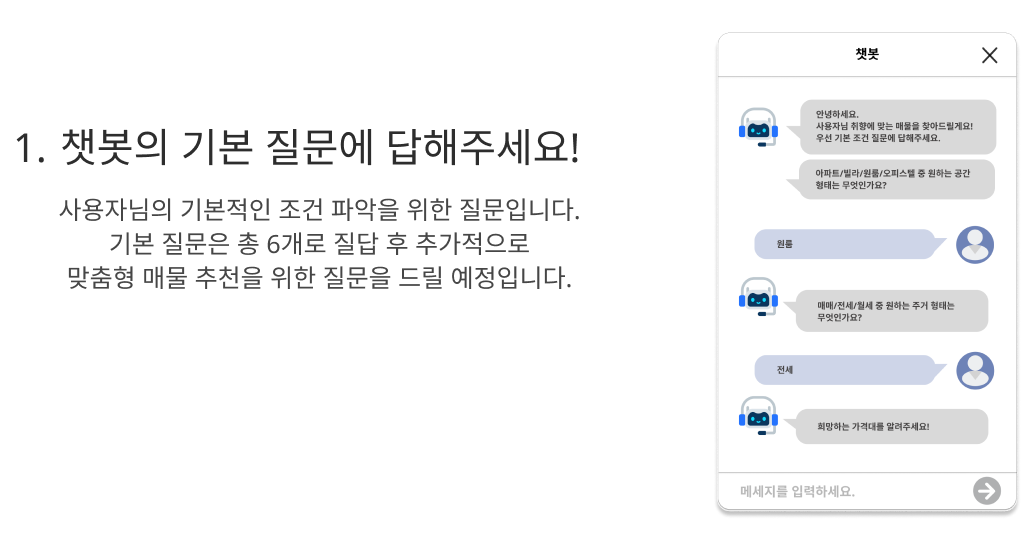 1. 챗봇의 기본 질문에 답해주세요!
사용자님의 기본적인 조건 파악을 위한 질문입니다.
기본 질문은 총 6개로 질답 후 추가적으로
맞춤형 매물 추천을 위한 질문을 드릴 예정입니다.
챗봇
안녕하세요.
사용자님 취향에 맞는 매물을 찾아드릴게요!
우선 기본 조건 질문에 답해주세요.
아파트/빌라/원룸/오피스텔 중 원하는 공간
형태는 무엇인가요?
원룸
매매/전세/월세 중 원하는 주거 형태는
무엇인가요?
전세
희망하는 가격대를 알려주세요!
메세지를 입력하세요.